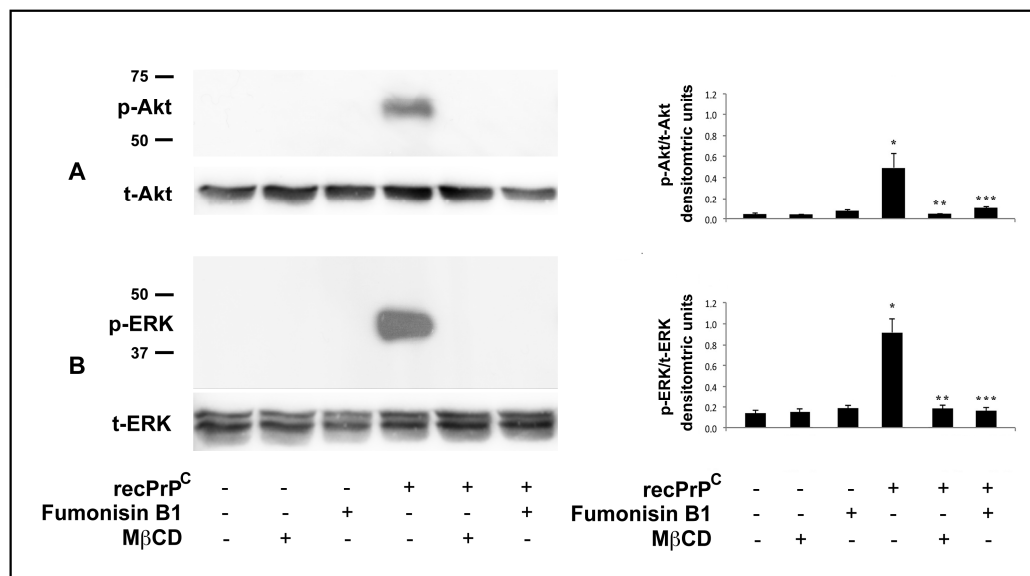 75
p-Akt
50
A
t-Akt
50
p-ERK
37
B
t-ERK
recPrPC - - - + + +
Fumonisin B1 - - + - - +
MβCD - + - - + -
p-Akt/t-Akt
densitomtric units
1.2
1.0
0.8
0.6
0.4
0.2
0.0
*
**
***
p-ERK/t-ERK
densitomtric units
1.2
1.0
0.8
0.6
0.4
0.2
0.0
*
**
***
recPrPC - - - + + +
Fumonisin B1 - - + - - +
MβCD - + - - + -